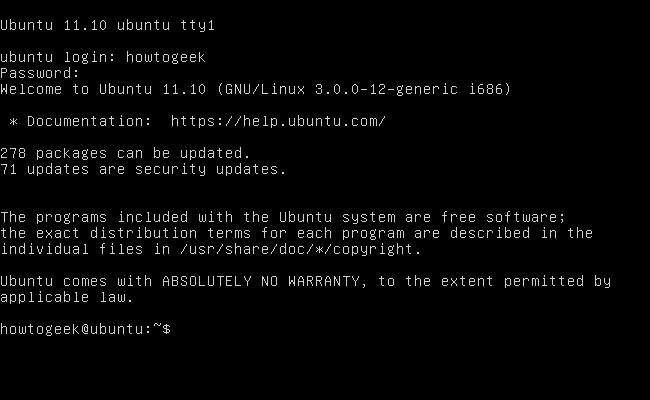 Ubuntu 11.10 ubuntu tty1
ubuntu login: howtogeek
Password:
Welcome to Ubuntu 11.10 (GNU/Linux 3.0.0-12-generic i686)
* Documentation:  https://help.ubuntu.com/
278 packages can be updated.
71 updates are security updates.
The programs included with the Ubuntu system are free software;
the exact distribution terms for each program are described in the
individual files in /usr/share/doc/*/copyright.
Ubuntu comes with ABSOLUTELY NO WARRANTY, to the extent permitted by
applicable law.
howtogeek@ubuntu:~$